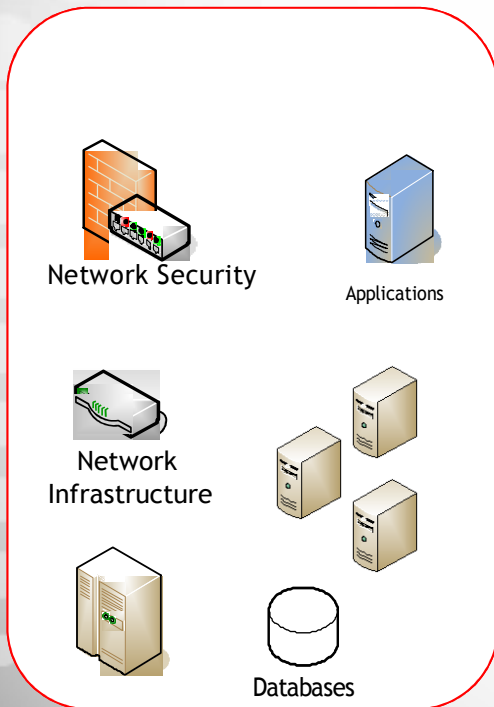 Network Security
Applications
Network
Infrastructure
Databases